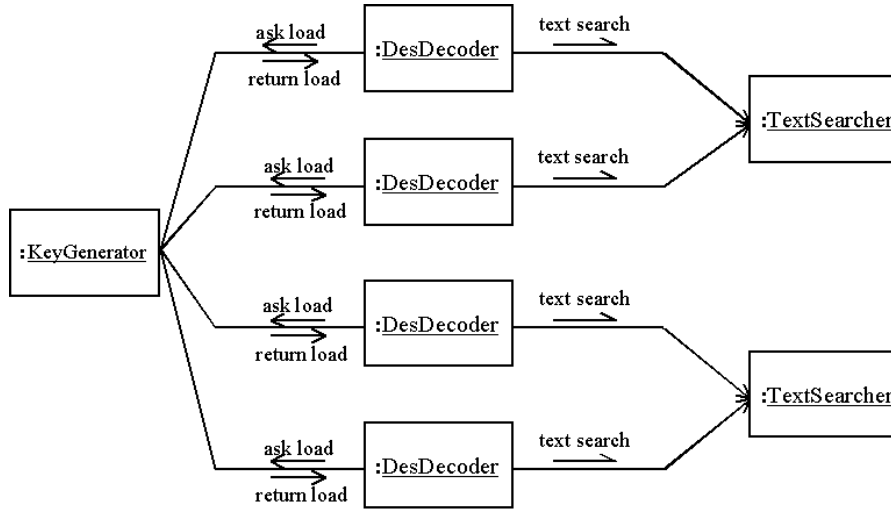 ask load
return load
:DesDecoder
text search
:TextSearcher
ask load
return load
:DesDecoder
text search
:KeyGenerator
ask load
return load
:DesDecoder
text search
:TextSearcher
ask load
return load
:DesDecoder
text search